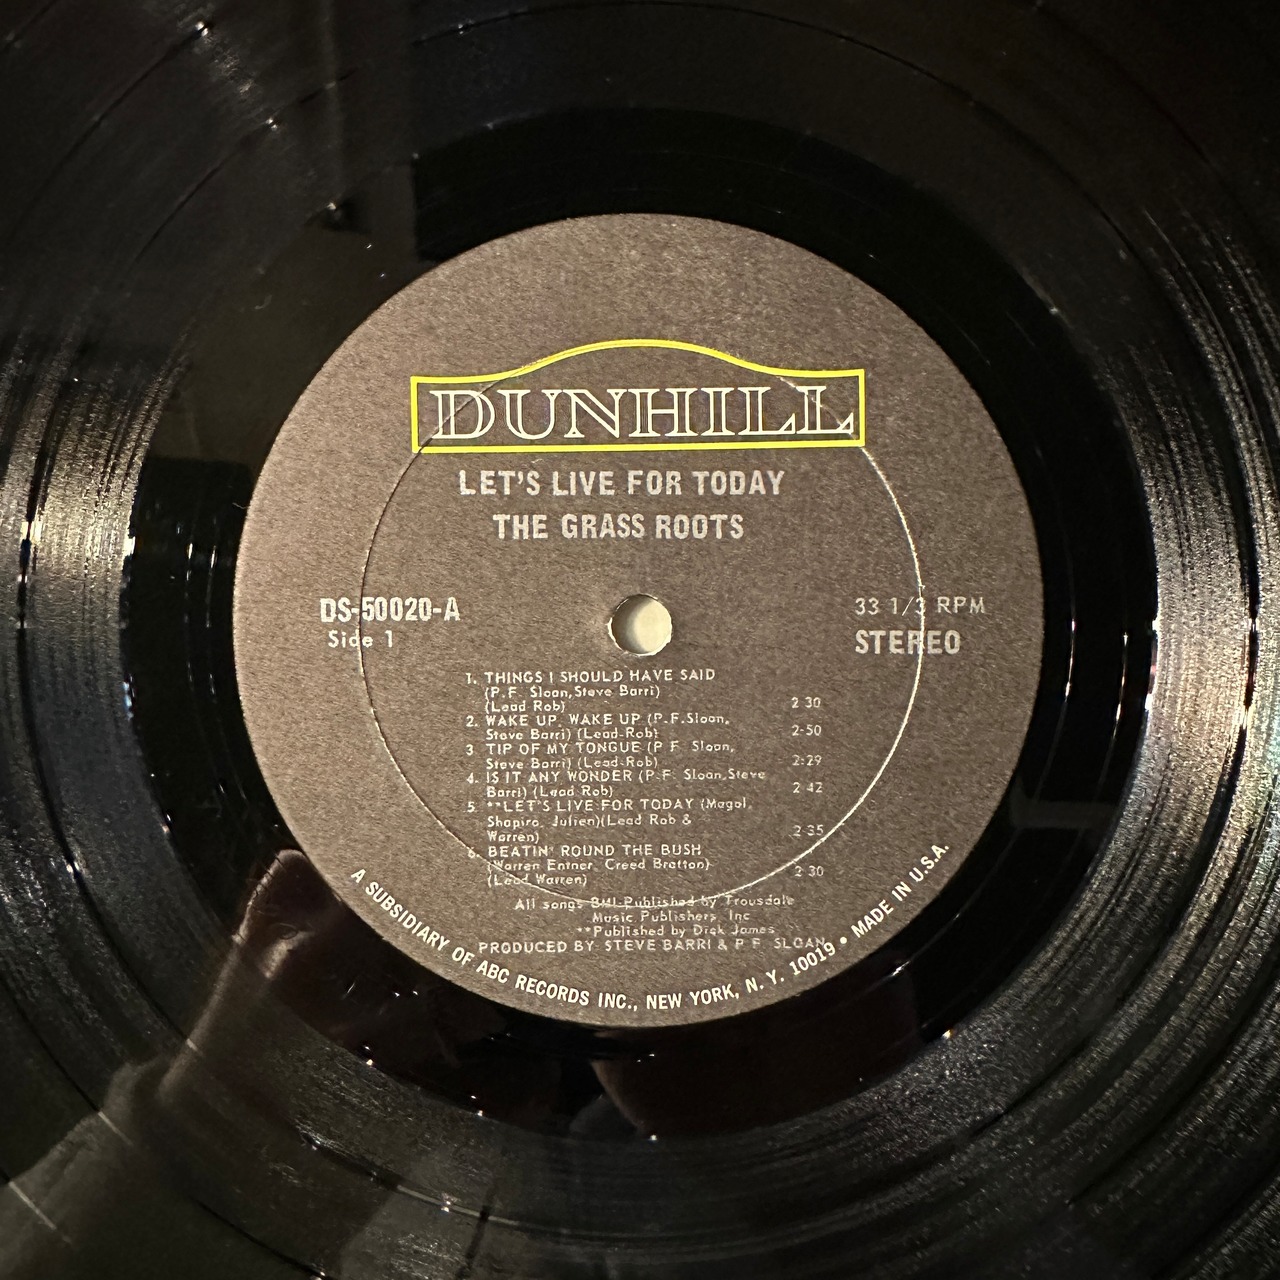 DUNHILL
LET'S LIVE FOR TODAY
THE GRASS ROOTS
DS-50020-A
Side 1
33 1/3 RPM
STEREO
1. THINGS I SHOULD HAVE SAID
(P.F. Sloan, Steve Barri)
(Lead Rob) 2:30
2. WAKE UP, WAKE UP (P.F. Sloan,
Steve Barri) (Lead-Rob) 2:50
3. TIP OF MY TONGUE (P.F. Sloan,
Steve Barri) (Lead-Rob) 2:29
4. IS IT ANY WONDER (P.F. Sloan, Steve
Barri) (Lead Rob) 2:42
5. **LET'S LIVE FOR TODAY (Mogol,
Shapiro, Julien)(Lead Rob &
Warren) 2:35
6. BEATIN' ROUND THE BUSH
(Warren Entner, Creed Bratton)
(Lead Warren) 2:30
All songs BMI Published by Trousdale
Music Publishers, Inc
**Published by Dick James
PRODUCED BY: STEVE BARRI & P.F. SLOAN
A SUBSIDIARY OF ABC RECORDS INC., NEW YORK, N.Y. 10019 • MADE IN U.S.A.